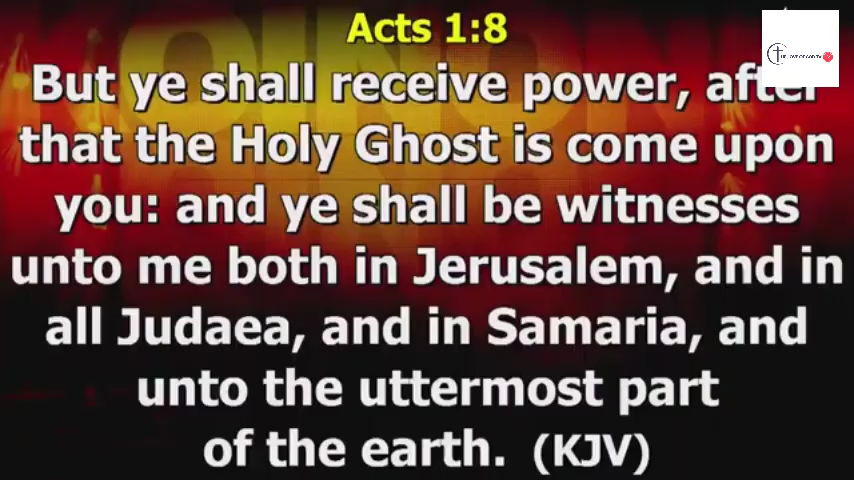 Acts 1:8
But ye shall receive power, after
that the Holy Ghost is come upon
you: and ye shall be witnesses
unto me both in Jerusalem, and in
all Judaea, and in Samaria, and
unto the uttermost part
of the earth. (KJV)